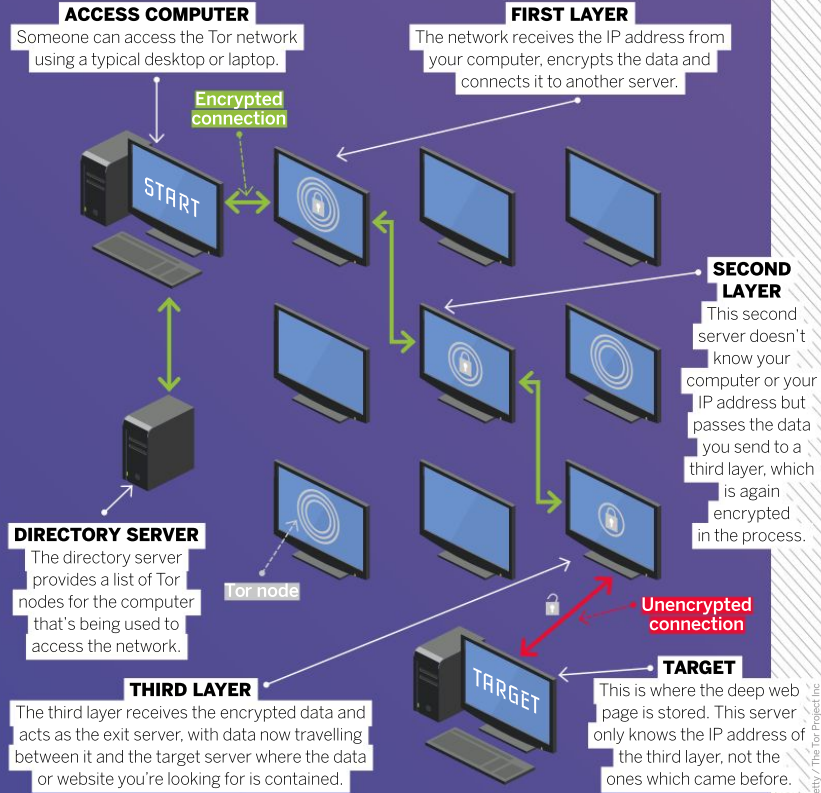 ACCESS COMPUTER
Someone can access the Tor network
using a typical desktop or laptop.
FIRST LAYER
The network receives the IP address from
your computer, encrypts the data and
connects it to another server.
Encrypted
connection
START
SECOND
LAYER
This second
server doesn't
know your
computer or your
IP address but
passes the data
you send to a
third layer, which
is again
encrypted
in the process.
DIRECTORY SERVER
The directory server
provides a list of Tor
nodes for the computer
that's being used to
access the network.
Tor node
Unencrypted
connection
THIRD LAYER
The third layer receives the encrypted data and
acts as the exit server, with data now travelling
between it and the target server where the data
or website you're looking for is contained.
TARGET
TARGET
This is where the deep web
page is stored. This server
only knows the IP address of
the third layer, not the
ones which came before.
/ The Tor Project Inc